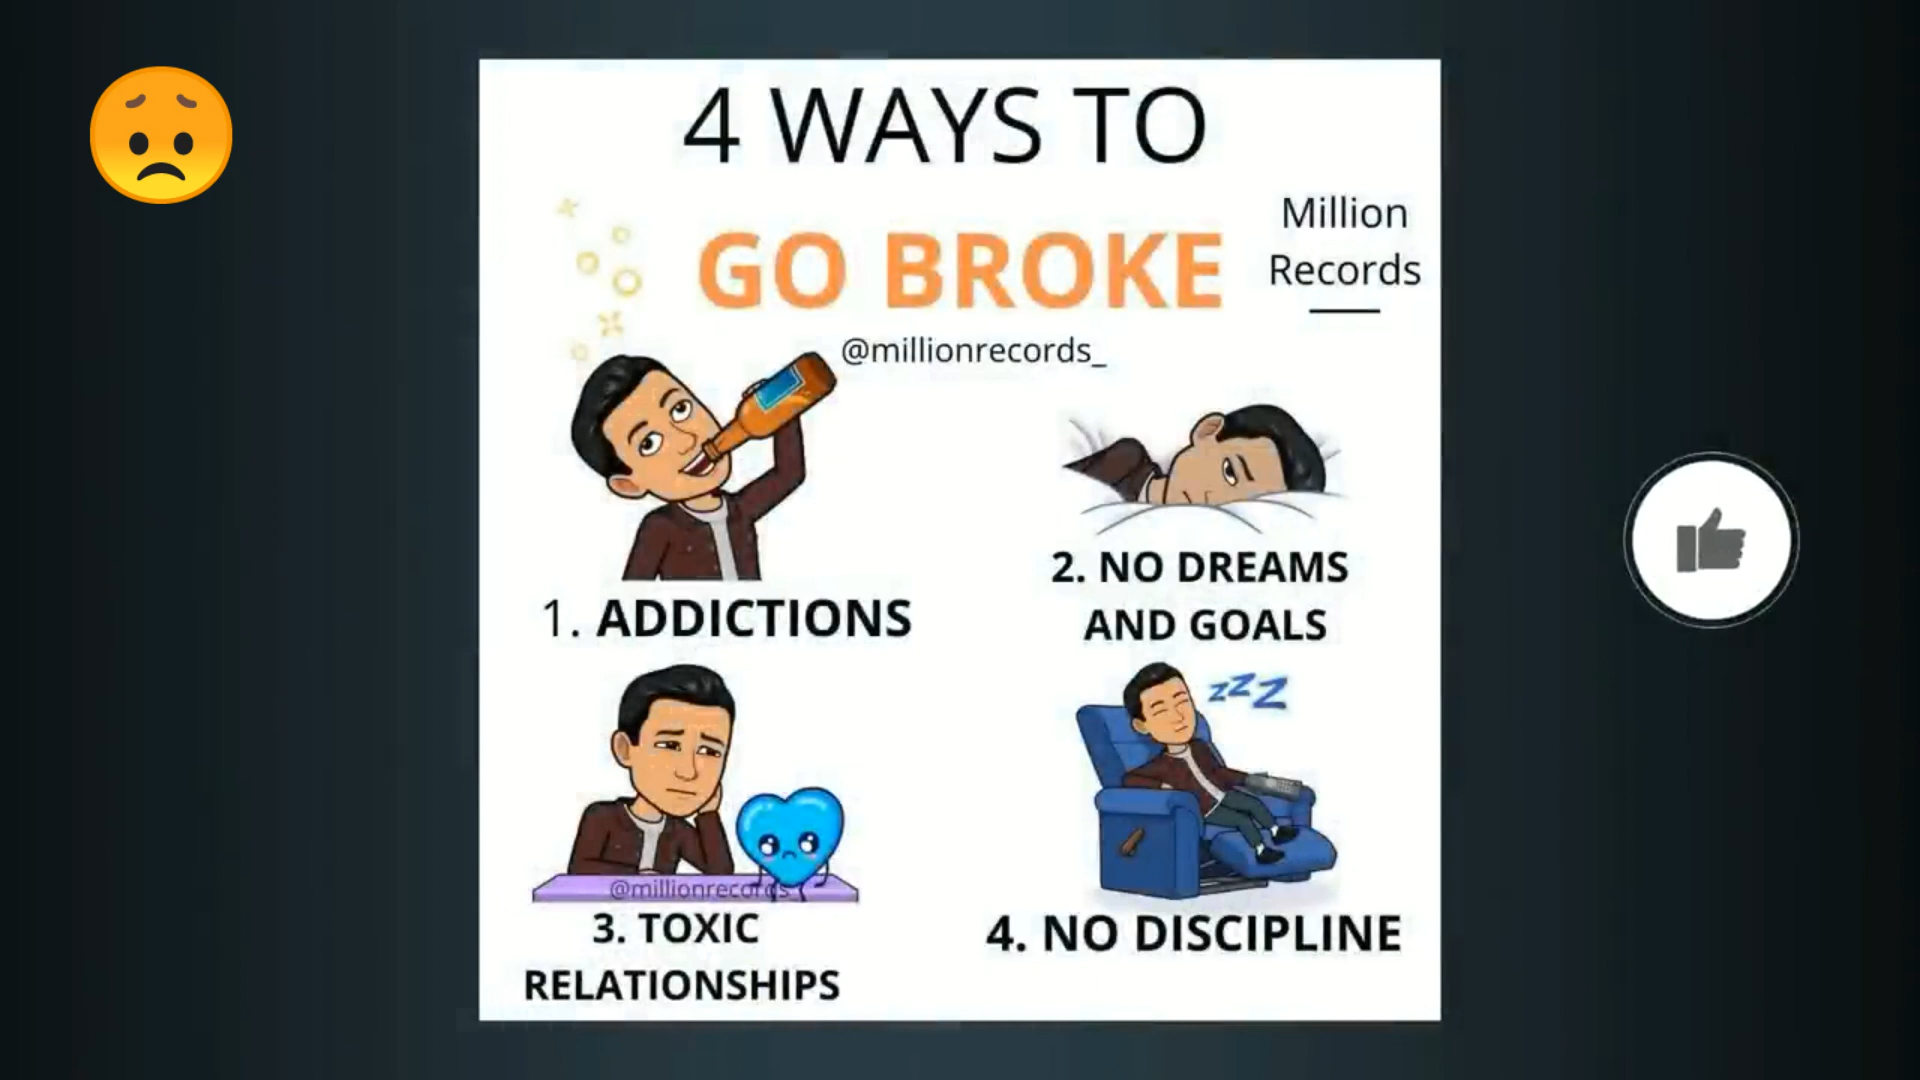 4 WAYS TO
GO BROKE
Million
Records
@millionrecords_
1. ADDICTIONS
2. NO DREAMS
AND GOALS
zzZ
@millionrecords
3. TOXIC
RELATIONSHIPS
4. NO DISCIPLINE